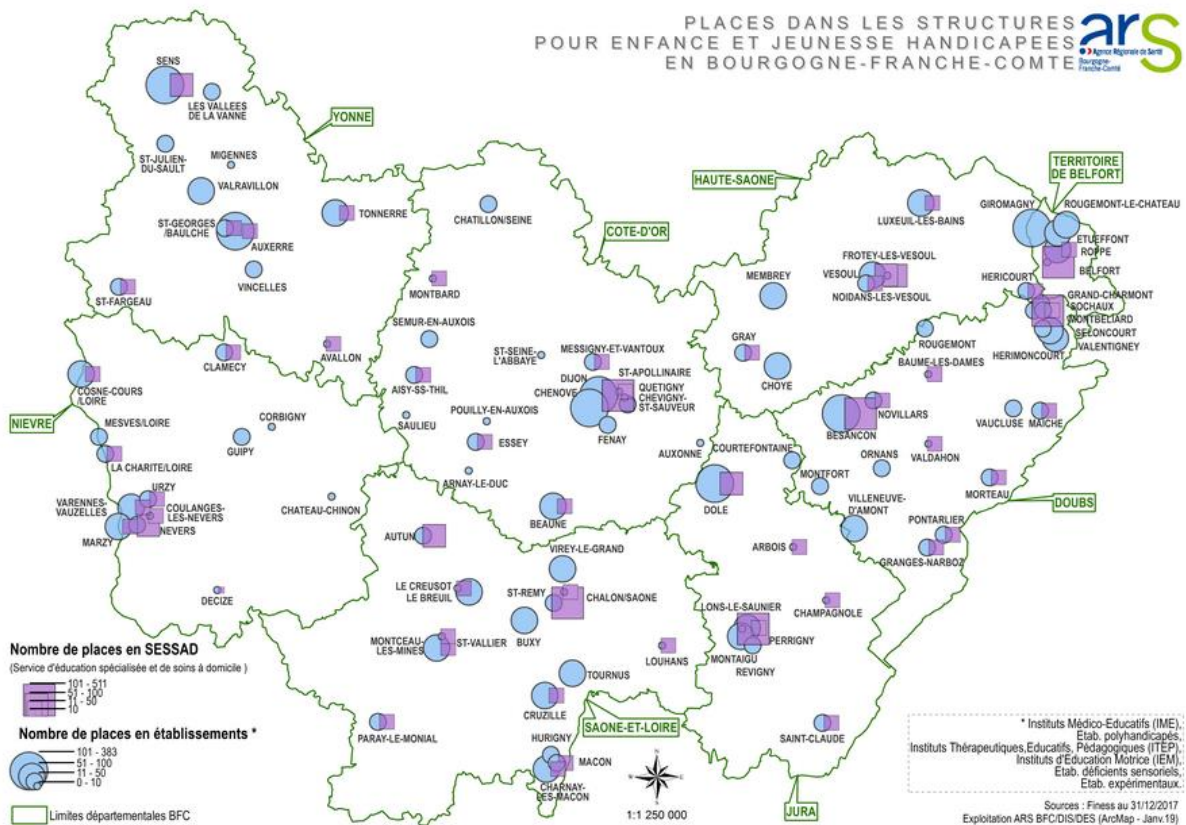 PLACES DANS LES STRUCTURES
POUR ENFANCE ET JEUNESSE HANDICAPEES
EN BOURGOGNE-FRANCHE-COMTE
ars
Agence Régionale de Santé
Bourgogne-
Franche-Comté
SENS
LES VALLEES
DE LA VANNE
YONNE
ST-JULIEN-
DU-SAULT
MIGENNES
VALRAVILLON
ST-GEORGES
/BAULCHE
AUXERRE
TONNERRE
VINCELLES
ST-FARGEAU
AVALLON
CHATILLON/SEINE
COTE-D'OR
MONTBARD
SEMUR-EN-AUXOIS
ST-SEINE-
L'ABBAYE
MESSIGNY-ET-VANTOUX
AISY-SS-THIL
DIJON
ST-APOLLINAIRE
CHENOVE
QUETIGNY
CHEVIGNY-
ST-SAUVEUR
FENAY
SAULIEU
POUILLY-EN-AUXOIS
ESSEY
ARNAY-LE-DUC
AUXONNE
BEAUNE
HAUTE-SAONE
TERRITOIRE
DE BELFORT
LUXEUIL-LES-BAINS
GIROMAGNY
ROUGEMONT-LE-CHATEAU
ETUEFFONT
ROPPE
BELFORT
FROTEY-LES-VESOUL
VESOUL
NOIDANS-LES-VESOUL
MEMBREY
HERICOURT
GRAND-CHARMONT
SOCHAUX
MONTBELIARD
SELONCOURT
VALENTIGNEY
HERIMONCOURT
GRAY
CHOYE
ROUGEMONT
BAUME-LES-DAMES
NOVILLARS
BESANCON
VAUCLUSE
MAICHE
VALDAHON
COURTEFONTAINE
MONTFORT
ORNANS
MORTEAU
DOUBS
VILLENEUVE-
D'AMONT
PONTARLIER
GRANGES-NARBOZ
DOLE
ARBOIS
CHAMPAGNOLE
LONS-LE-SAUNIER
PERRIGNY
MONTAIGU
REVIGNY
SAINT-CLAUDE
JURA
CLAMECY
COSNE-COURS
/LOIRE
NIEVRE
MESVES/LOIRE
CORBIGNY
GUIPY
LA CHARITE/LOIRE
URZY
VARENNES-
VAUZELLES
COULANGES-
LES-NEVERS
MARZY
NEVERS
CHATEAU-CHINON
DECIZE
AUTUN
VIREY-LE-GRAND
LE CREUSOT
LE BREUIL
ST-REMY
CHALON/SAONE
BUXY
MONTCEAU-
LES-MINES
ST-VALLIER
LOUHANS
TOURNUS
CRUZILLE
SAONE-ET-LOIRE
PARAY-LE-MONIAL
HURIGNY
MACON
CHARNAY-
LES-MACON
Nombre de places en SESSAD
(Service d'éducation spécialisée et de soins à domicile )
101 - 511
51 - 100
11 - 50
10
Nombre de places en établissements *
101 - 383
51 - 100
11 - 50
0 - 10
Limites départementales BFC
N
W
E
S
1:1 250 000
* Instituts Médico-Educatifs (IME),
Etab. polyhandicapés,
Instituts Thérapeutiques,Educatifs, Pédagogiques (ITEP),
Instituts d'Education Motrice (IEM),
Etab. déficients sensoriels,
Etab. expérimentaux.
Sources : Finess au 31/12/2017
Exploitation ARS BFC/DIS/DES (ArcMap - Janv.19)